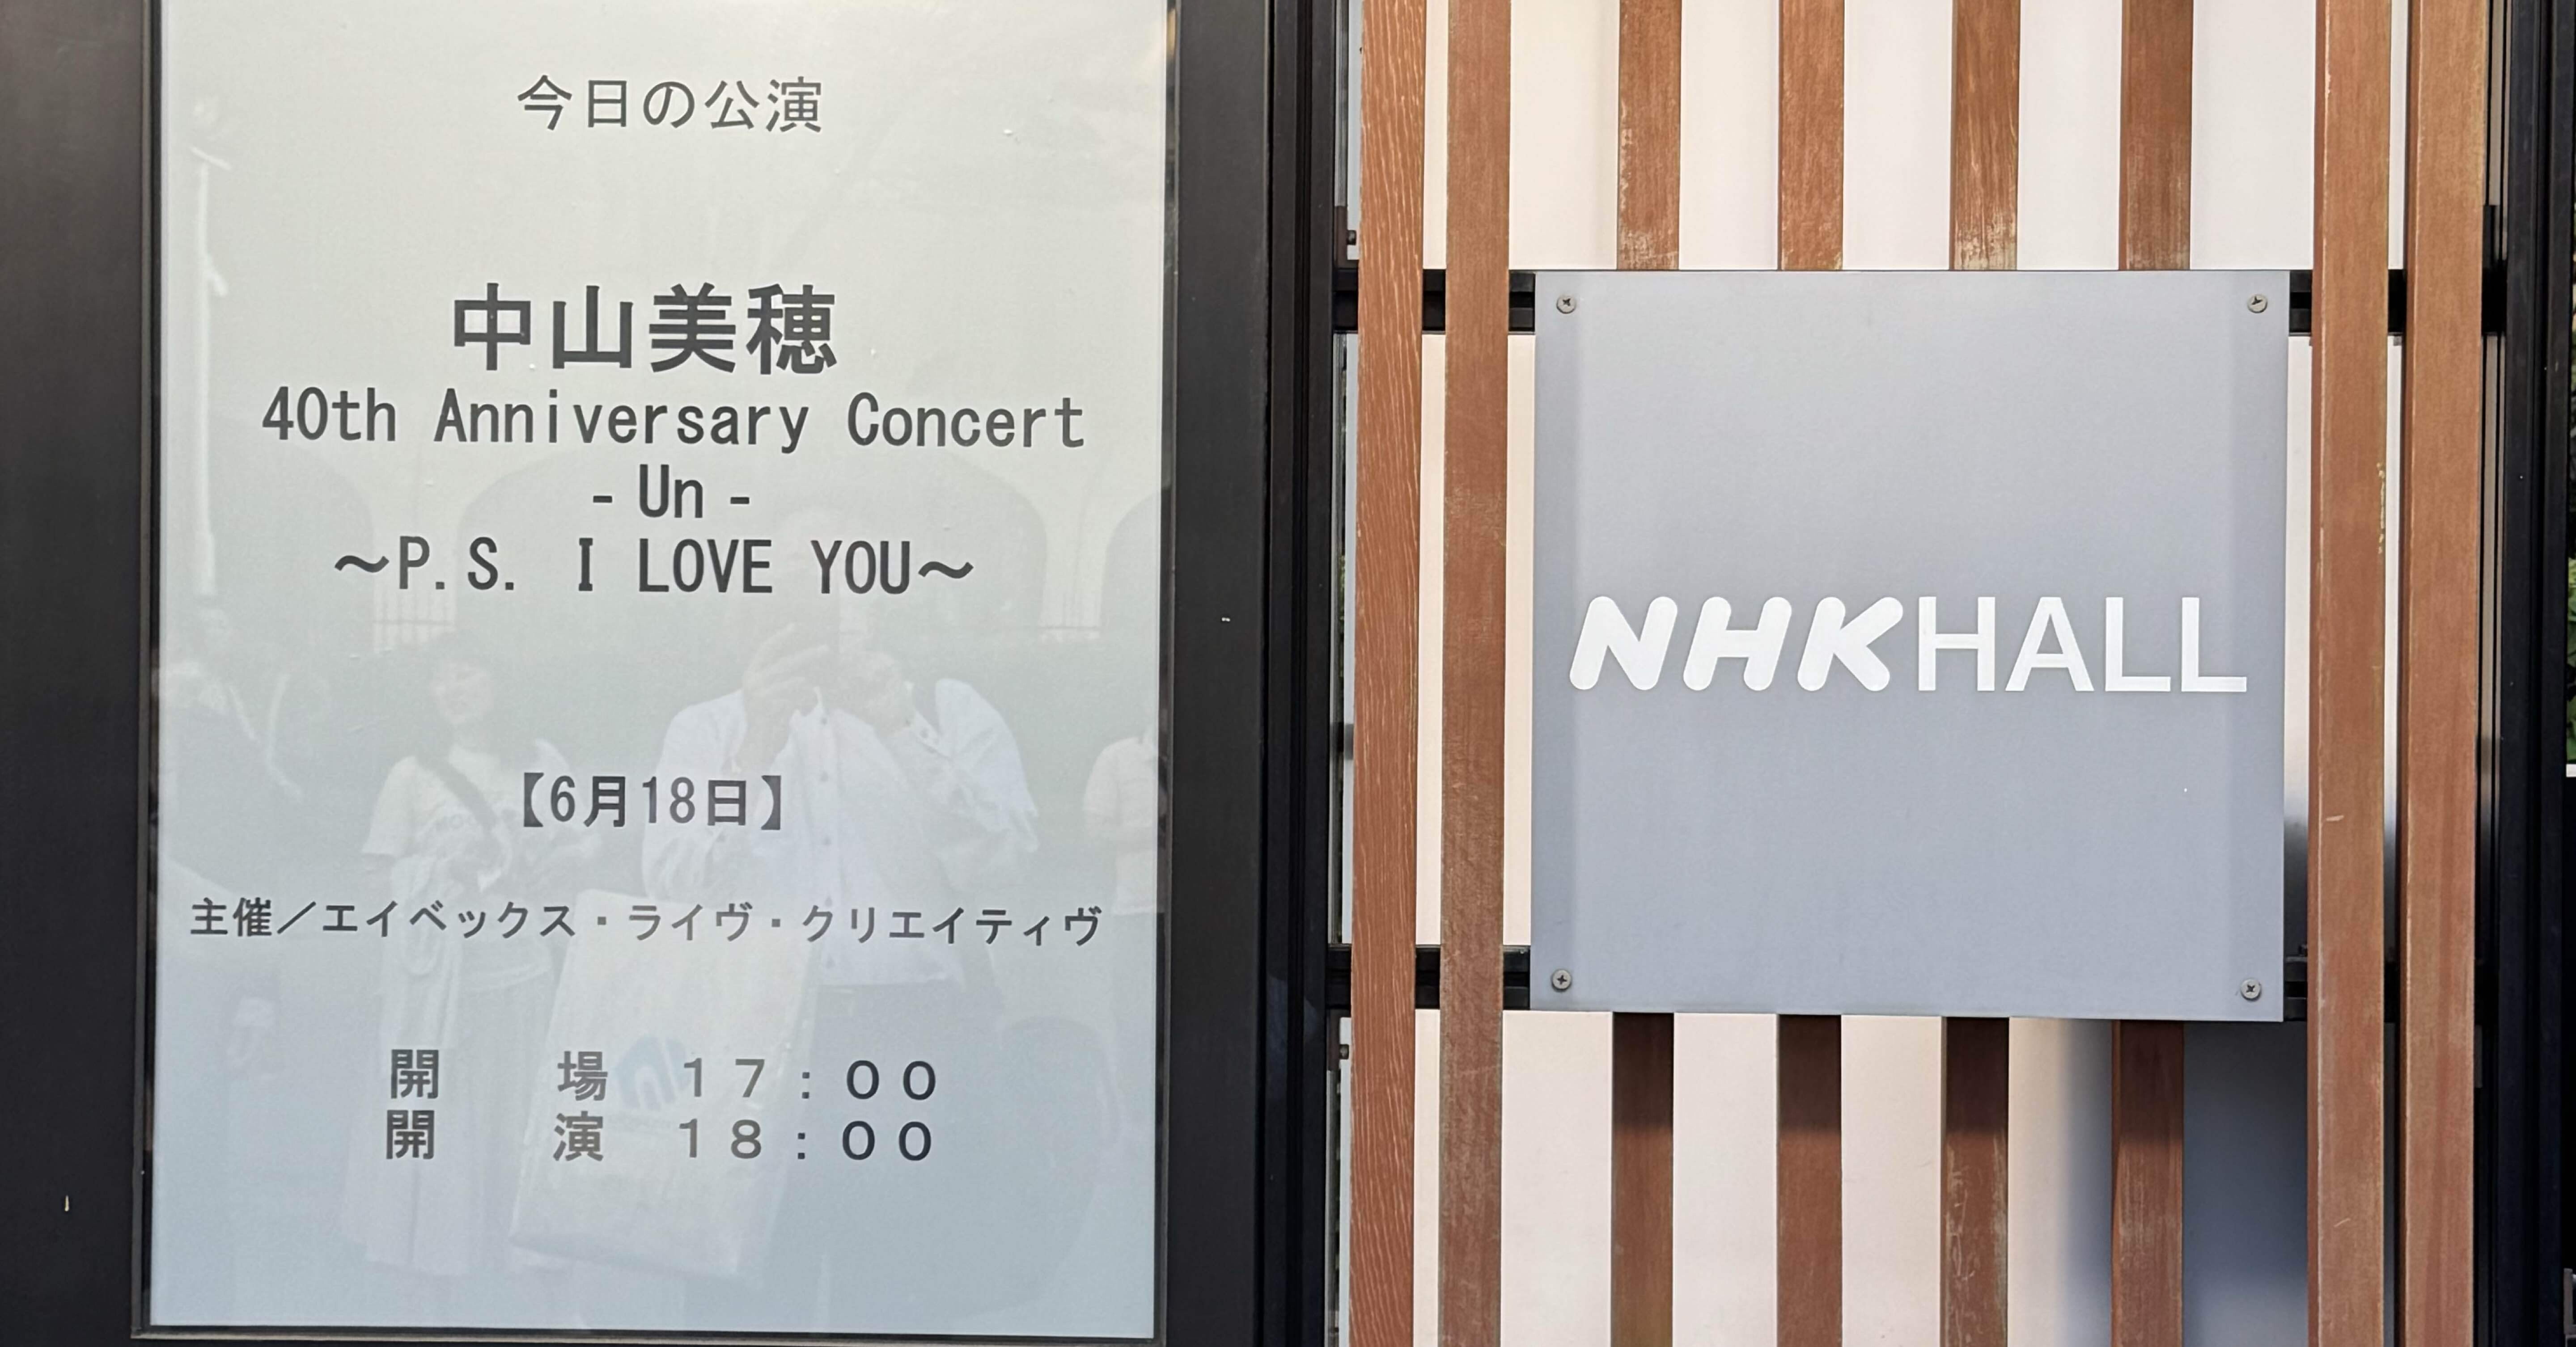 今日の公演
中山美穂
40th Anniversary Concert
- Un -
～P.S. I LOVE YOU～
【6月18日】
主催／エイベックス・ライヴ・クリエイティヴ
開　　場　１７：００
開　　演　１８：００
NHKHALL